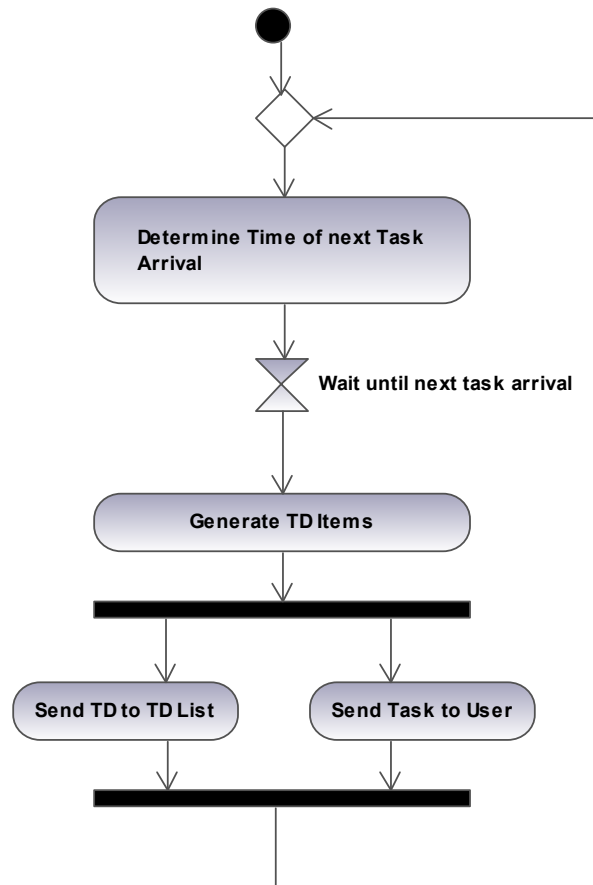 Determine Time of next Task
Arrival
Wait until next task arrival
Generate TD Items
Send TD to TD List
Send Task to User